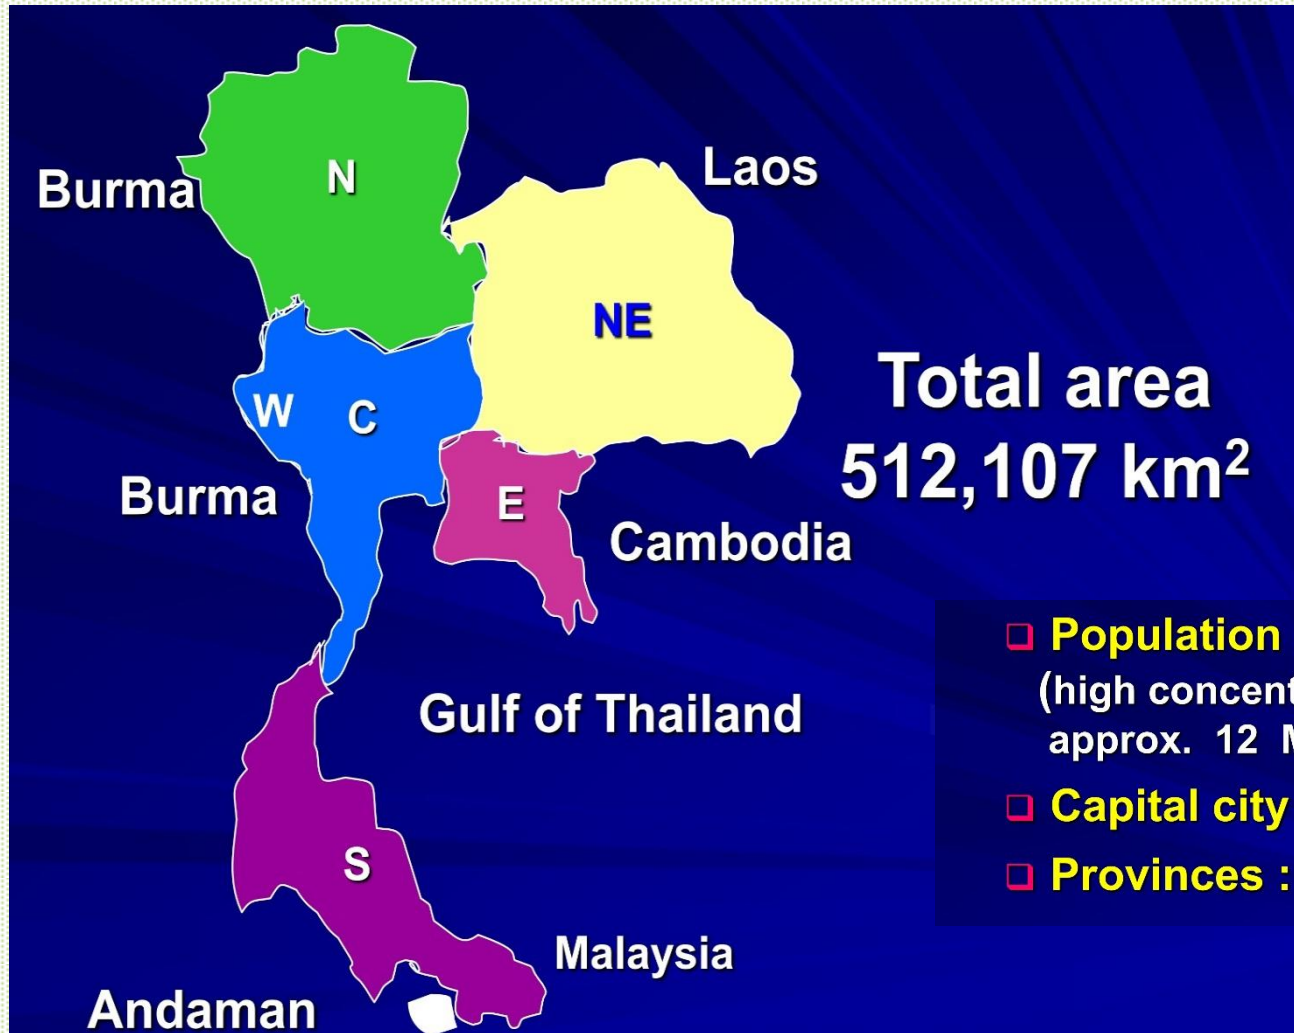 Burma
N
Laos
NE
W
C
Burma
E
Cambodia
Total area
512,107 km²
Gulf of Thailand
S
Malaysia
Andaman
❑ Population
(high concent
approx. 12 M
❑ Capital city
❑ Provinces :